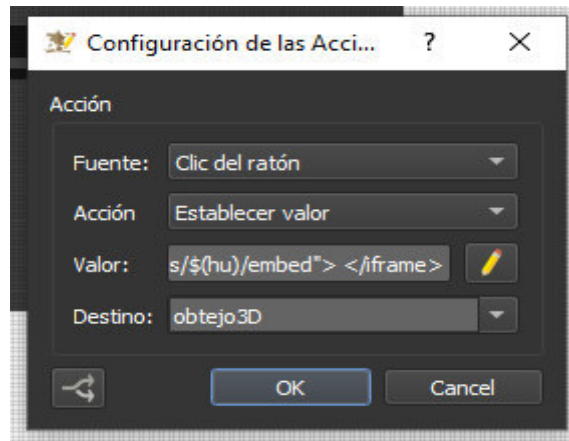 Configuración de las Acci... ?
Acción
Fuente: Clic del ratón
Acción Establecer valor
Valor: s/$(hu)/embed"> </iframe>
Destino: obtejo3D
OK Cancel